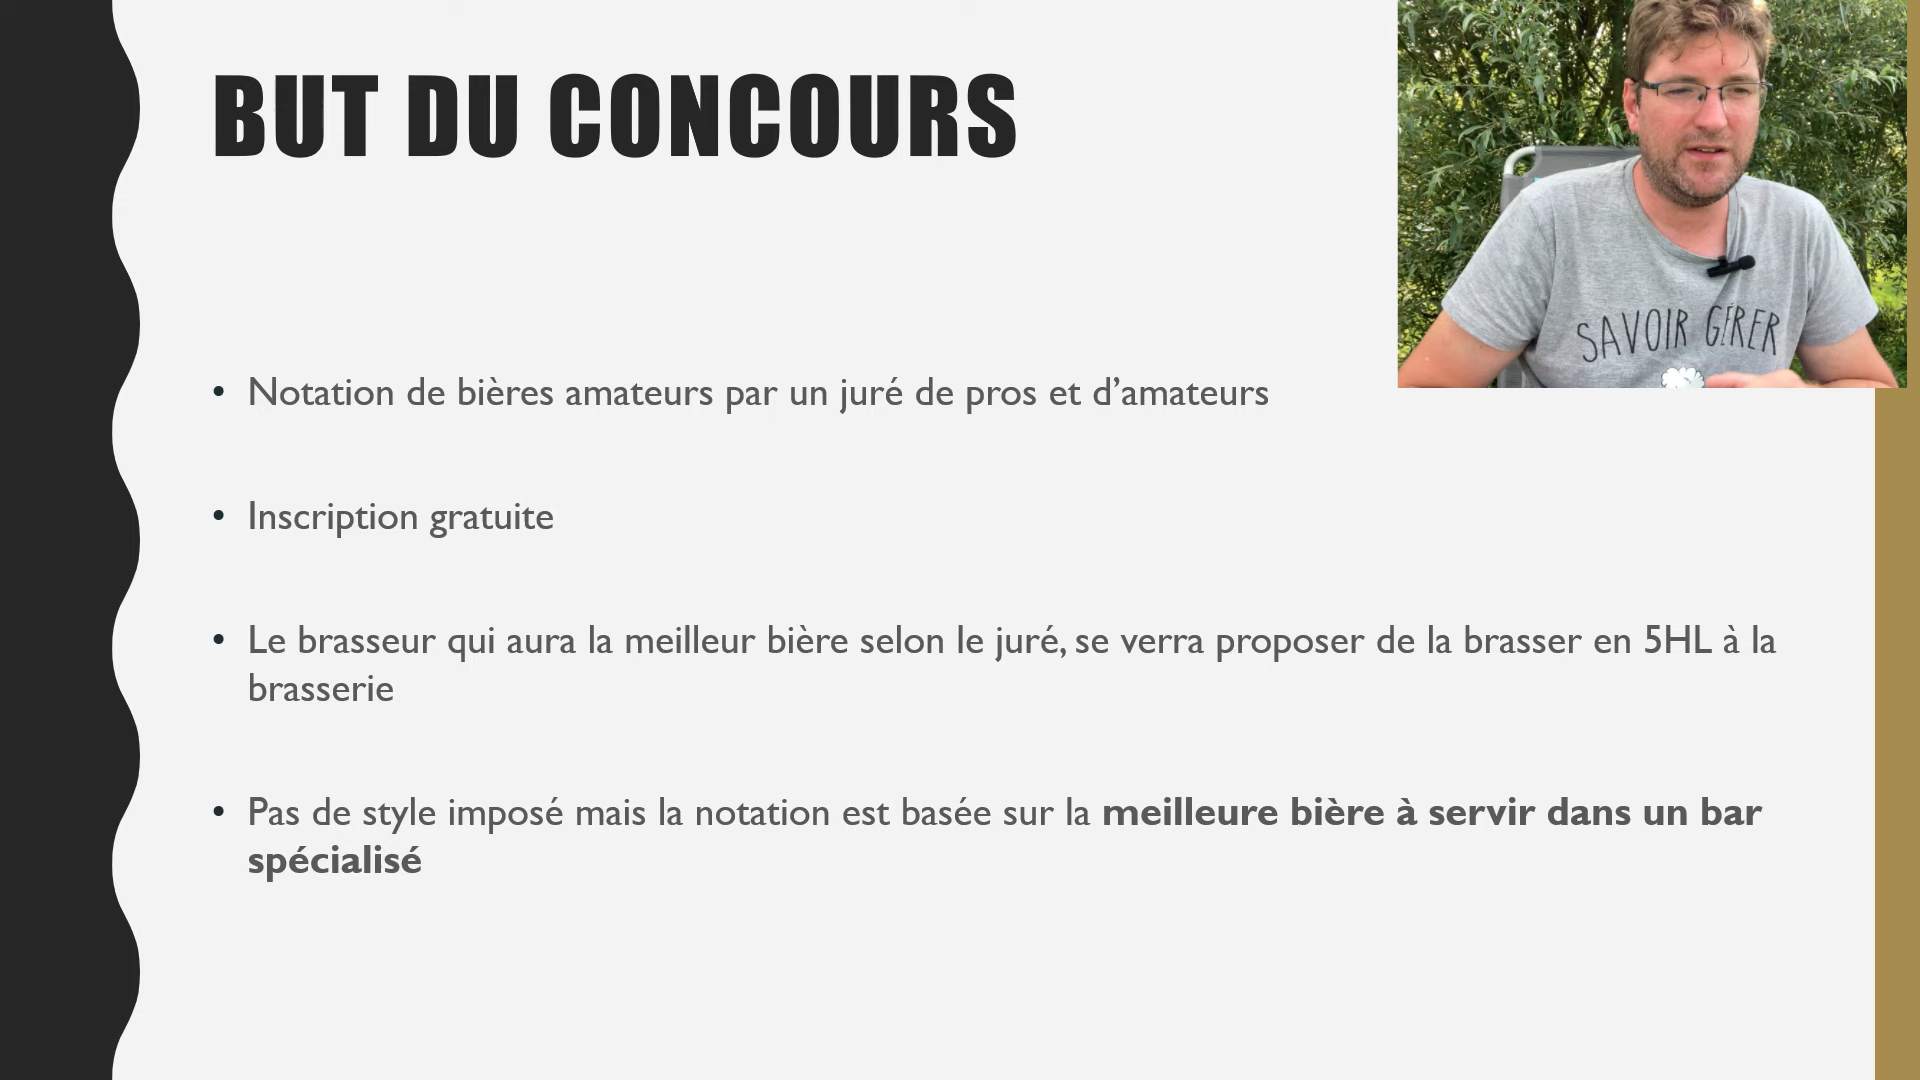 BUT DU CONCOURS
SAVOIR GÉRER
• Notation de bières amateurs par un juré de pros et d’amateurs
• Inscription gratuite
• Le brasseur qui aura la meilleur bière selon le juré, se verra proposer de la brasser en 5HL à la
brasserie
• Pas de style imposé mais la notation est basée sur la meilleure bière à servir dans un bar
spécialisé